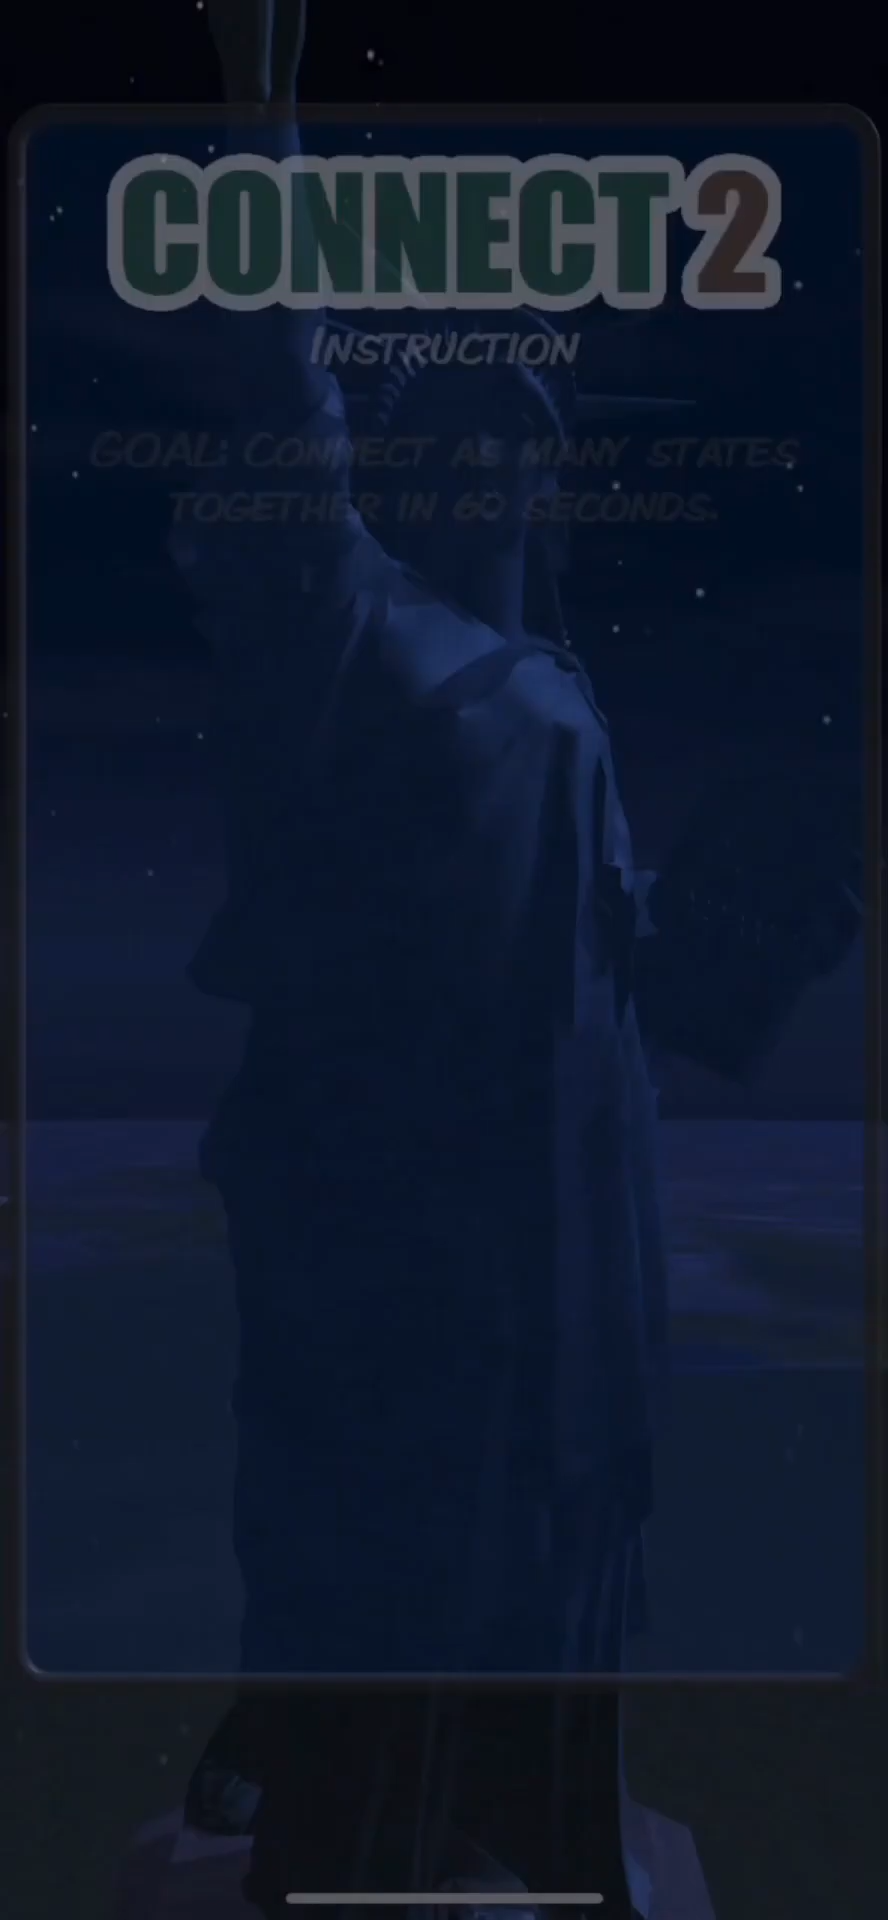 CONNECT 2
INSTRUCTION
GOAL: CONNECT AS MANY STATES
TOGETHER IN 60 SECONDS.